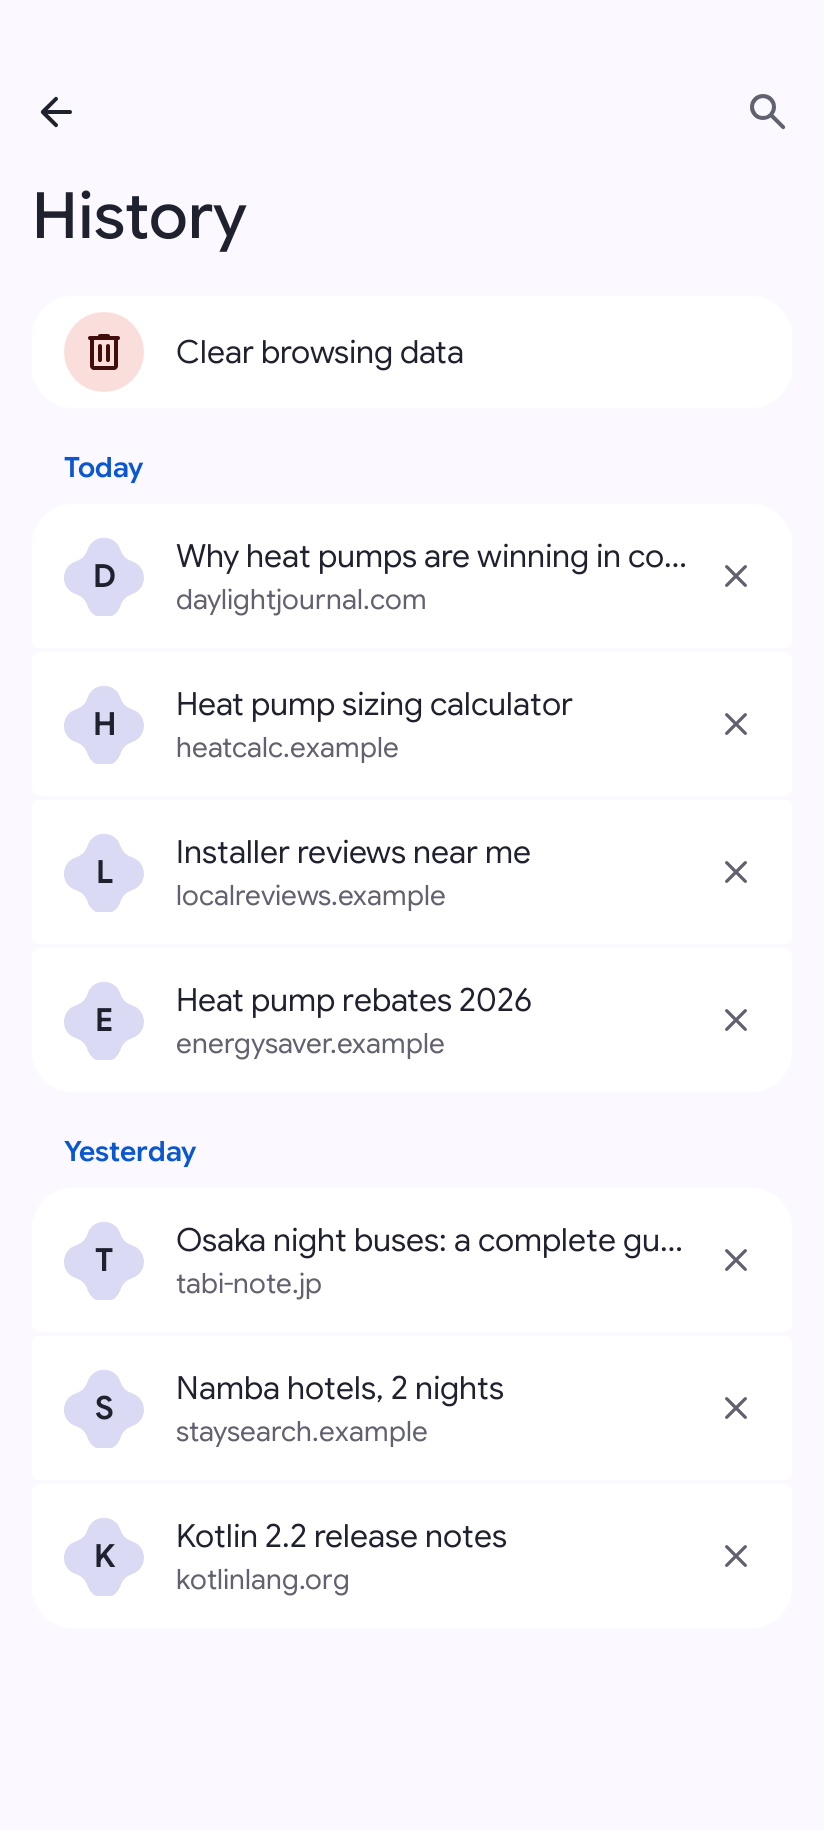 History
Clear browsing data
Today
D
Why heat pumps are winning in co...
daylightjournal.com
H
Heat pump sizing calculator
heatcalc.example
L
Installer reviews near me
localreviews.example
E
Heat pump rebates 2026
energysaver.example
Yesterday
T
Osaka night buses: a complete gu...
tabi-note.jp
S
Namba hotels, 2 nights
staysearch.example
K
Kotlin 2.2 release notes
kotlinlang.org